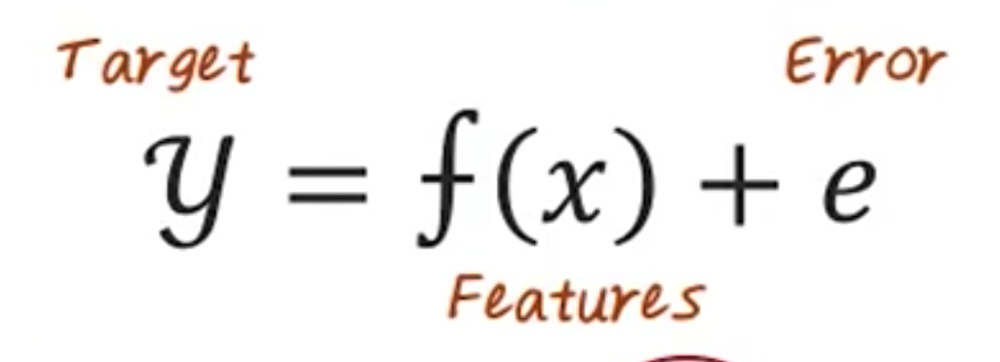 Target Error
y = f(x) + e
Features